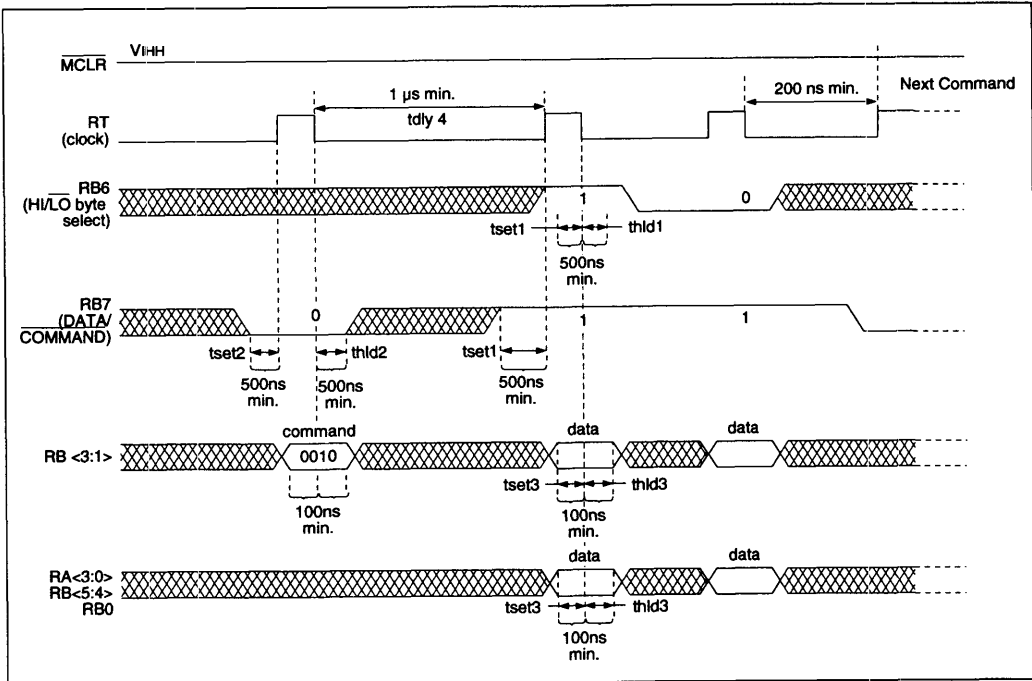 VIHH
MCLR
Next Command
200 ns min.
1 µs min.
tdly 4
RT
(clock)
RB6
(HI/LO byte
select)
1
0
tset1
thld1
500ns
min.
RB7
(DATA/
COMMAND)
0
1
1
tset2
thld2
tset1
500ns
min.
500ns
min.
500ns
min.
command
data
data
RB <3:1>
0010
tset3
thld3
100ns
min.
100ns
min.
data
data
RA<3:0>
RB<5:4>
RB0
tset3
thld3
100ns
min.